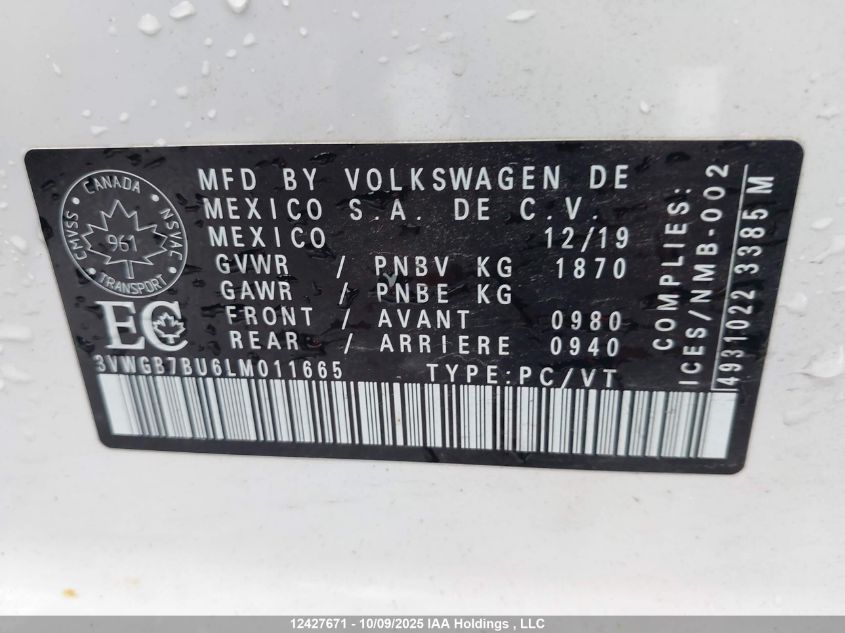 CANADA
CMVSS 961 NSVAC
TRANSPORT
EC
MFD BY VOLKSWAGEN DE
MEXICO S.A. DE C.V.
MEXICO 12/19
GVWR / PNBV KG 1870
GAWR / PNBE KG
FRONT / AVANT 0980
REAR / ARRIERE 0940
3VWGB7BU6LM011665 TYPE:PC/VT
COMPLIES:
ICES/NMB-002
4931022 3385 M
12427671 - 10/09/2025 IAA Holdings , LLC